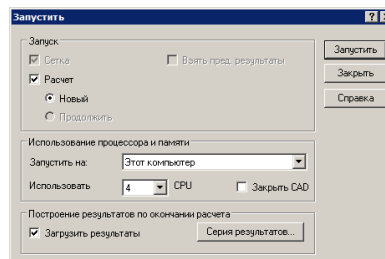 Запустить
Запуск
Сетка
Взять пред. результаты
Расчет
Новый
Продолжить
Запустить
Закрыть
Справка
Использование процессора и памяти
Запустить на:
Этот компьютер
Использовать
4
CPU
Закрыть CAD
Построение результатов по окончании расчета
Загрузить результаты
Серия результатов...